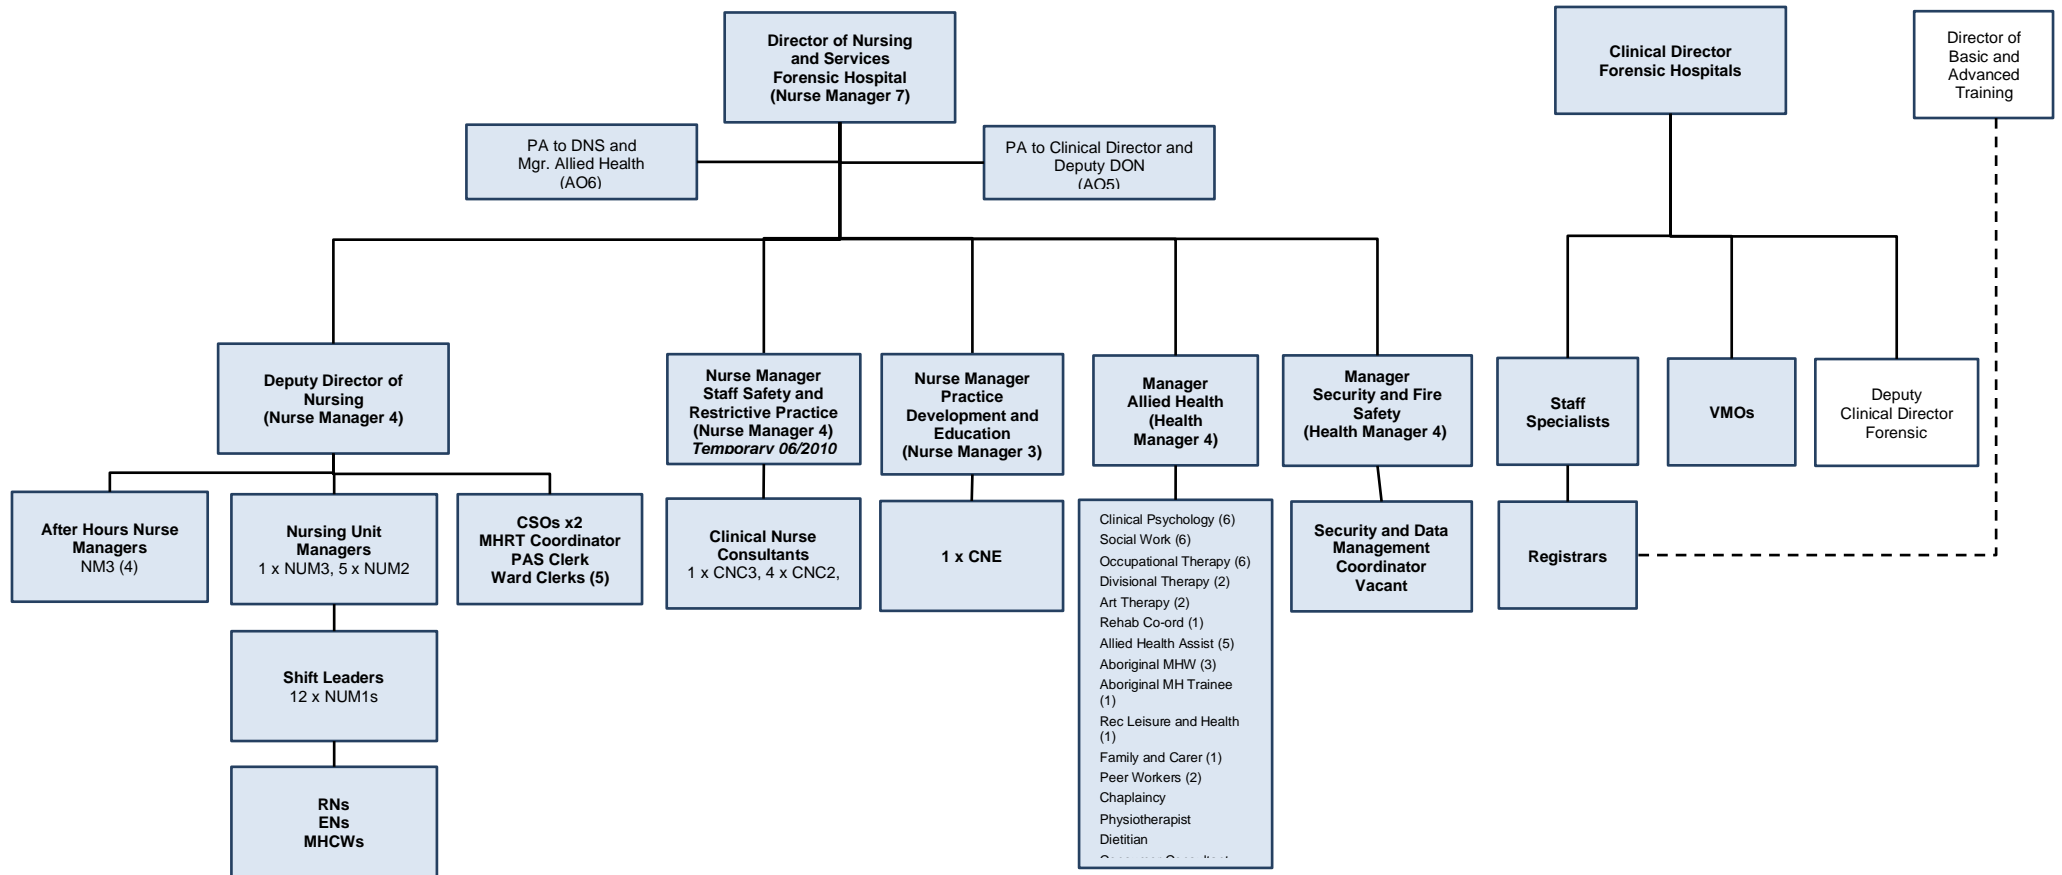 Director of Nursing
and Services
Forensic Hospital
(Nurse Manager 7)
Clinical Director
Forensic Hospitals
Director of
Basic and
Advanced
Training
PA to DNS and
Mgr. Allied Health
(AO6)
PA to Clinical Director and
Deputy DON
(AO5)
Deputy Director of
Nursing
(Nurse Manager 4)
Nurse Manager
Staff Safety and
Restrictive Practice
(Nurse Manager 4)
Temporary 06/2010
Nurse Manager
Practice
Development and
Education
(Nurse Manager 3)
Manager
Allied Health
(Health
Manager 4)
Manager
Security and Fire
Safety
(Health Manager 4)
Staff
Specialists
VMOs
Deputy
Clinical Director
Forensic
After Hours Nurse
Managers
NM3 (4)
Nursing Unit
Managers
1 x NUM3, 5 x NUM2
CSOs x2
MHRT Coordinator
PAS Clerk
Ward Clerks (5)
Clinical Nurse
Consultants
1 x CNC3, 4 x CNC2,
1 x CNE
Clinical Psychology (6)
Social Work (6)
Occupational Therapy (6)
Divisional Therapy (2)
Art Therapy (2)
Rehab Co-ord (1)
Allied Health Assist (5)
Aboriginal MHW (3)
Aboriginal MH Trainee
(1)
Rec Leisure and Health
(1)
Family and Carer (1)
Peer Workers (2)
Chaplaincy
Physiotherapist
Dietitian
Security and Data
Management
Coordinator
Vacant
Registrars
Shift Leaders
12 x NUM1s
RNs
ENs
MHCWs